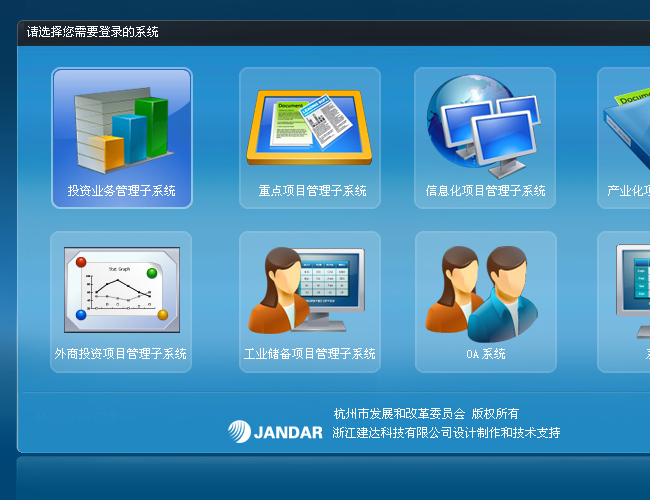 请选择您需要登录的系统
投资业务管理子系统
重点项目管理子系统
信息化项目管理子系统
产业化项
Document
Document
外商投资项目管理子系统
Stat Graph
工业储备项目管理子系统
OA 系统
杭州市发展和改革委员会 版权所有
JANDAR 浙江建达科技有限公司设计制作和技术支持